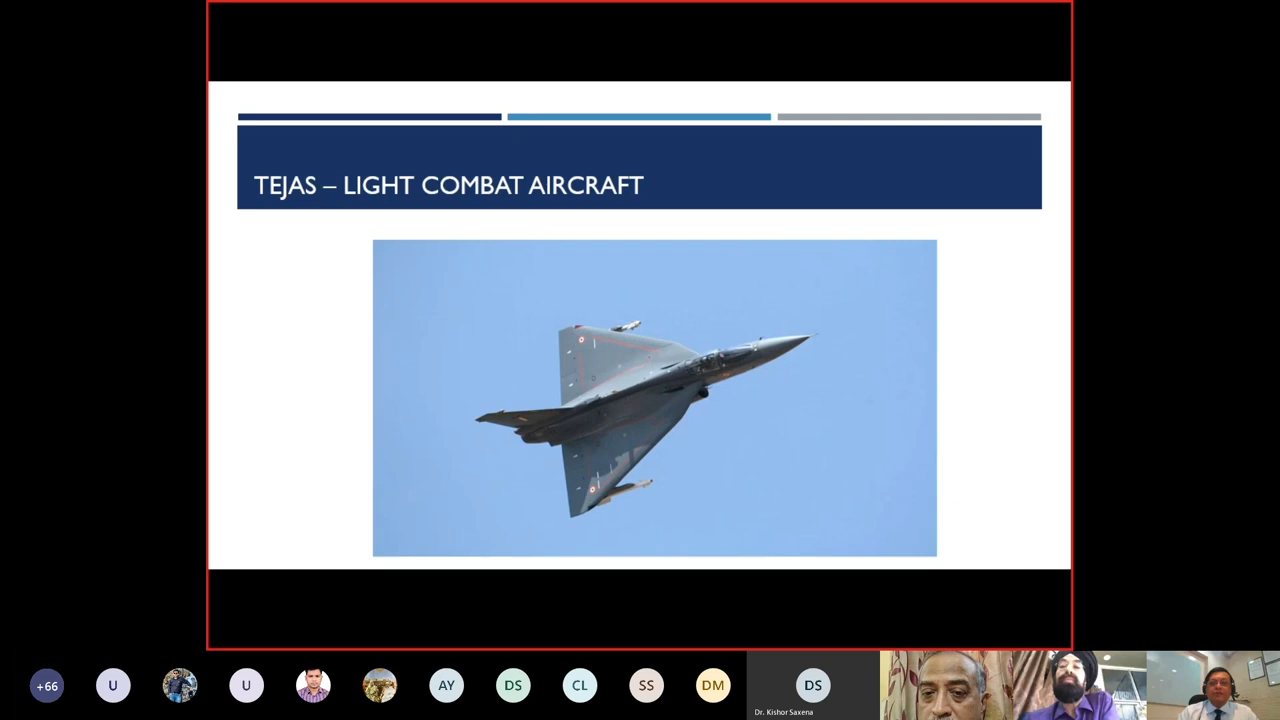 TEJAS – LIGHT COMBAT AIRCRAFT
+66
U
U
AY
DS
CL
SS
DM
DS
Dr. Kishor Saxena